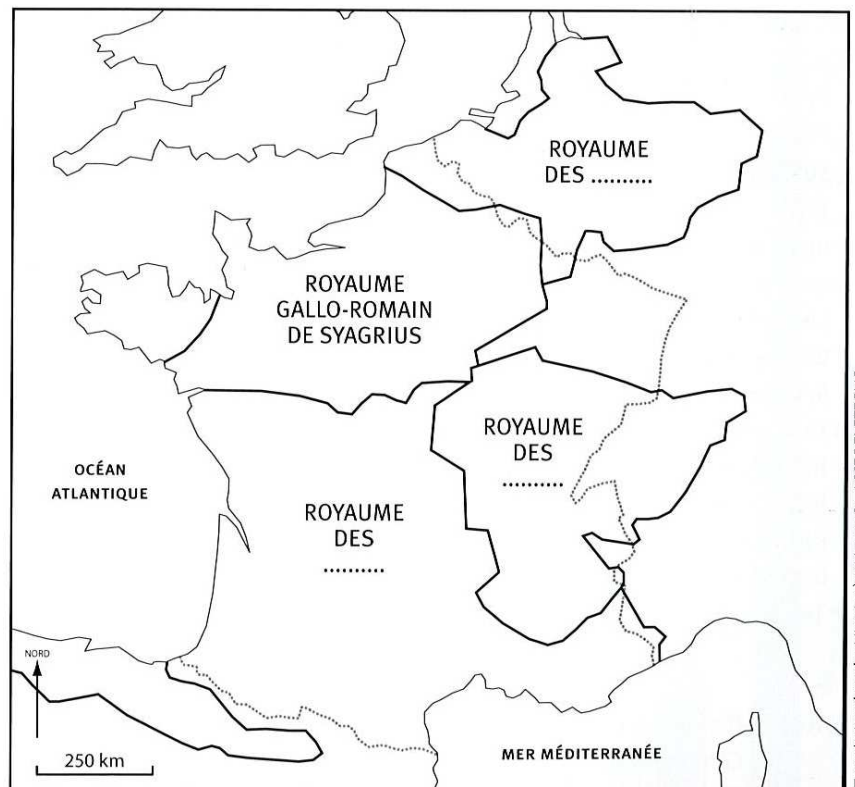 ROYAUME
DES ..........
ROYAUME
GALLO-ROMAIN
DE SYAGRIUS
ROYAUME
DES
..........
OCÉAN
ATLANTIQUE
ROYAUME
DES
..........
NORD
250 km
MER MÉDITERRANÉE